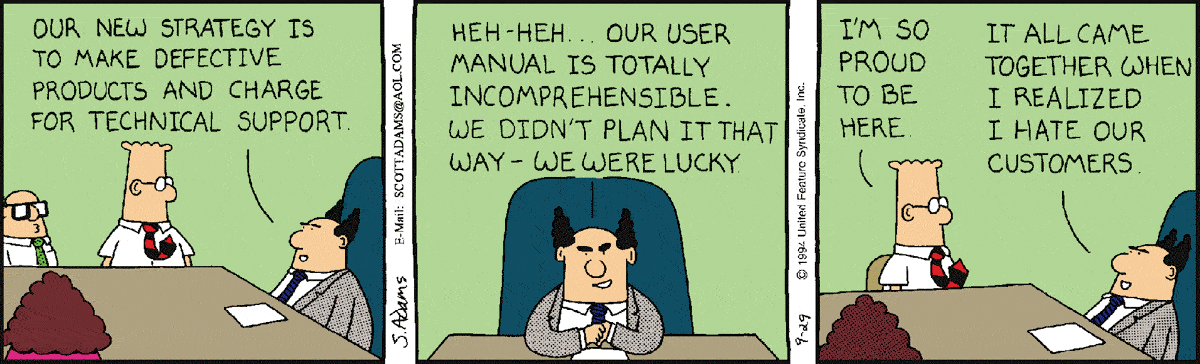 OUR NEW STRATEGY IS
TO MAKE DEFECTIVE
PRODUCTS AND CHARGE
FOR TECHNICAL SUPPORT.
S.Adams E-Mail: SCOTTADAMS@AOL.COM
HEH-HEH... OUR USER
MANUAL IS TOTALLY
INCOMPREHENSIBLE.
WE DIDN'T PLAN IT THAT
WAY – WE WERE LUCKY.
9-29 © 1994 United Feature Syndicate, Inc.
I'M SO
PROUD
TO BE
HERE.
IT ALL CAME
TOGETHER WHEN
I REALIZED
I HATE OUR
CUSTOMERS.